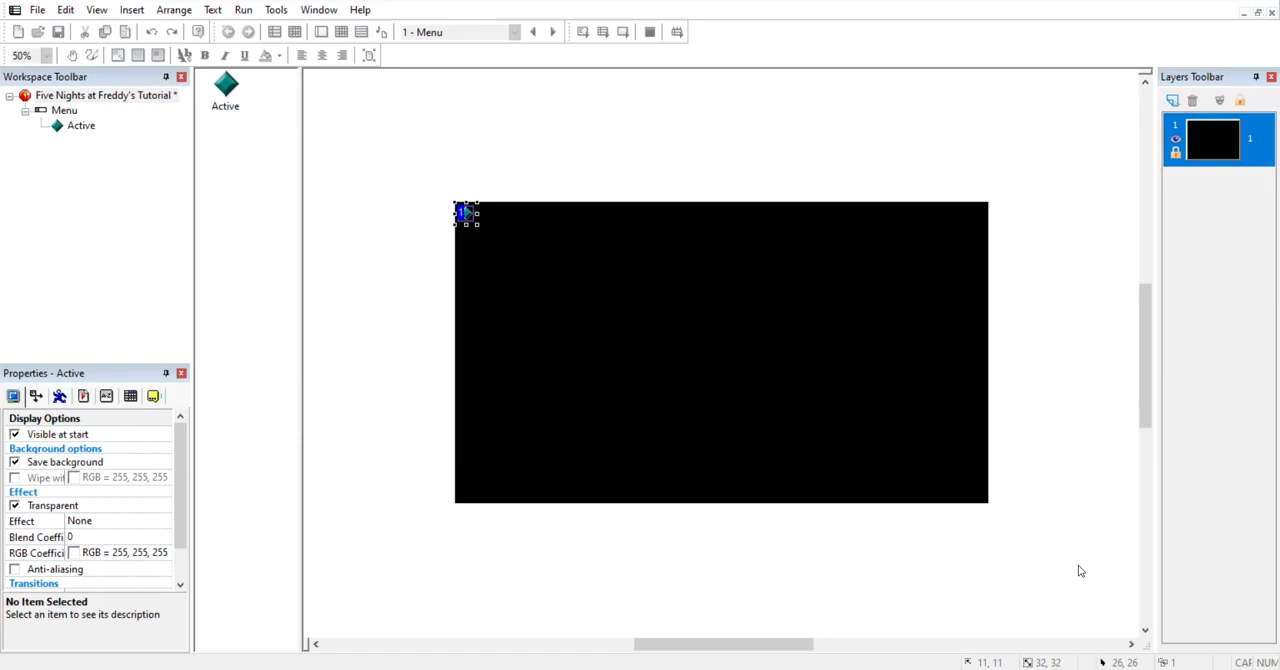 File Edit View Insert Arrange Text Run Tools Window Help
1 - Menu
50%
B I U
Workspace Toolbar
Five Nights at Freddy's Tutorial *
Menu
Active
Active
Layers Toolbar
1
1
1
Properties - Active
Display Options
Visible at start
Background options
Save background
Wipe wit RGB = 255, 255, 255
Effect
Transparent
Effect None
Blend Coeffi 0
RGB Coeffici RGB = 255, 255, 255
Anti-aliasing
Transitions
No Item Selected
Select an item to see its description
11, 11 32, 32 26, 26 1 CAP NUM